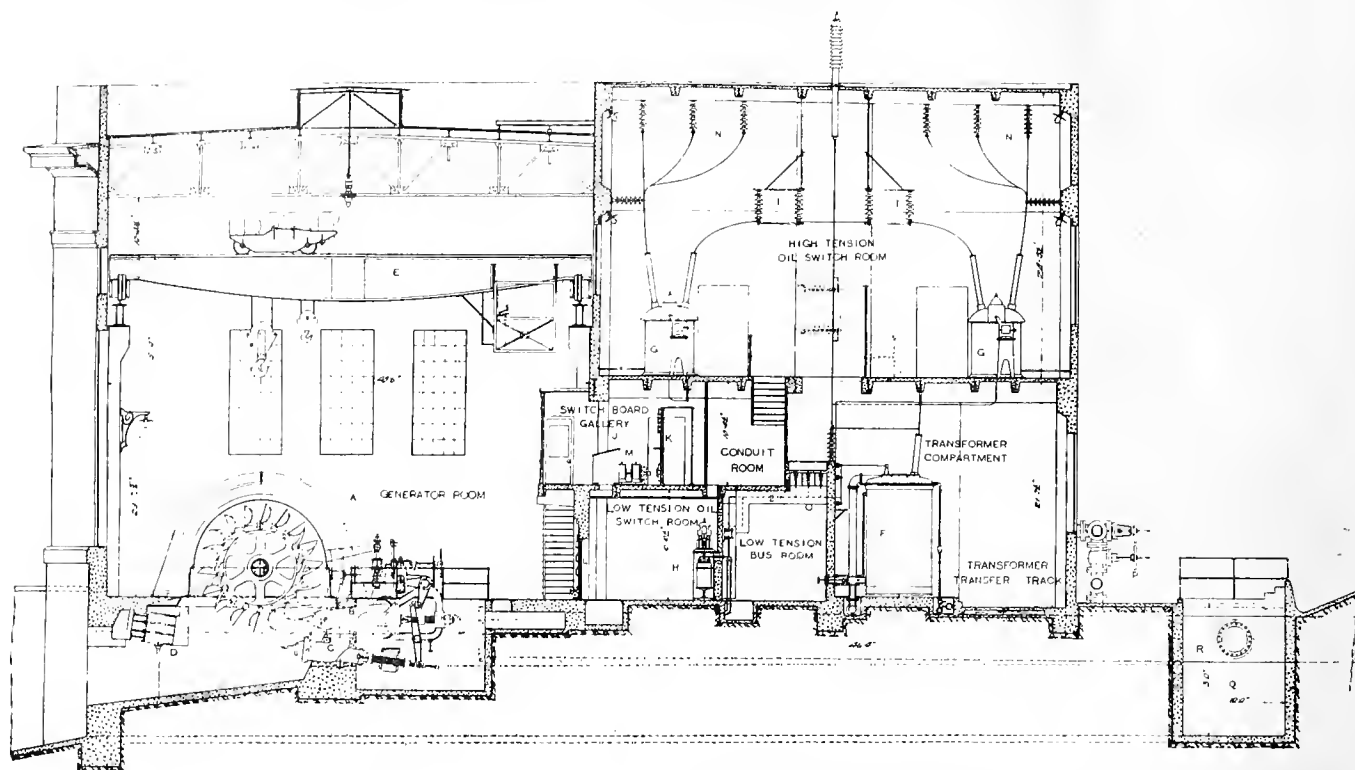 N
N
I
I
HIGH TENSION
OIL SWITCH ROOM
E
G
G
SWITCH BOARD
GALLERY
J
K
M
CONDUIT
ROOM
TRANSFORMER
COMPARTMENT
A
GENERATOR ROOM
LOW TENSION OIL
SWITCH ROOM
O
F
H
LOW TENSION
BUS ROOM
TRANSFORMER
TRANSFER TRACK
P
B
C
D
R
Q